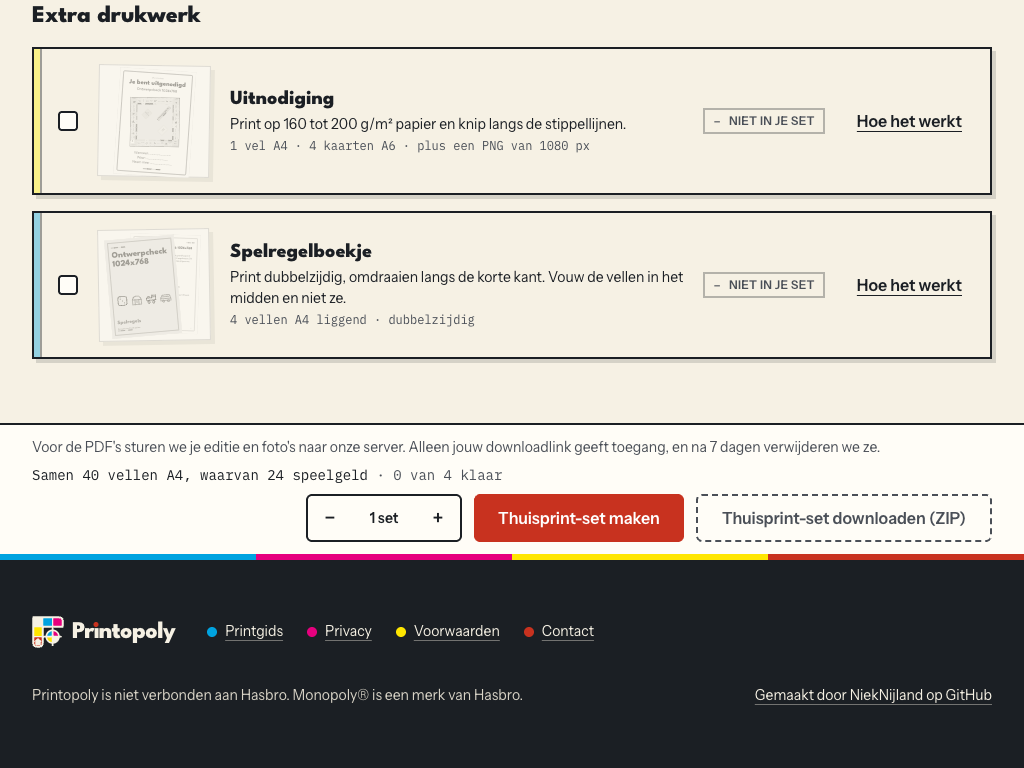 Extra drukwerk
Je bent uitgenodigd
Uitnodiging
Print op 160 tot 200 g/m² papier en knip langs de stippellijnen.
1 vel A4 · 4 kaarten A6 · plus een PNG van 1080 px
– NIET IN JE SET
Hoe het werkt
Ontwerpcheck
1024x768
Spelregels
Spelregelboekje
Print dubbelzijdig, omdraaien langs de korte kant. Vouw de vellen in het
midden en niet ze.
4 vellen A4 liggend · dubbelzijdig
– NIET IN JE SET
Hoe het werkt
Voor de PDF's sturen we je editie en foto's naar onze server. Alleen jouw downloadlink geeft toegang, en na 7 dagen verwijderen we ze.
Samen 40 vellen A4, waarvan 24 speelgeld · 0 van 4 klaar
− 1 set +
Thuisprint-set maken
Thuisprint-set downloaden (ZIP)
Printopoly
Printgids
Privacy
Voorwaarden
Contact
Printopoly is niet verbonden aan Hasbro. Monopoly® is een merk van Hasbro.
Gemaakt door NiekNijland op GitHub